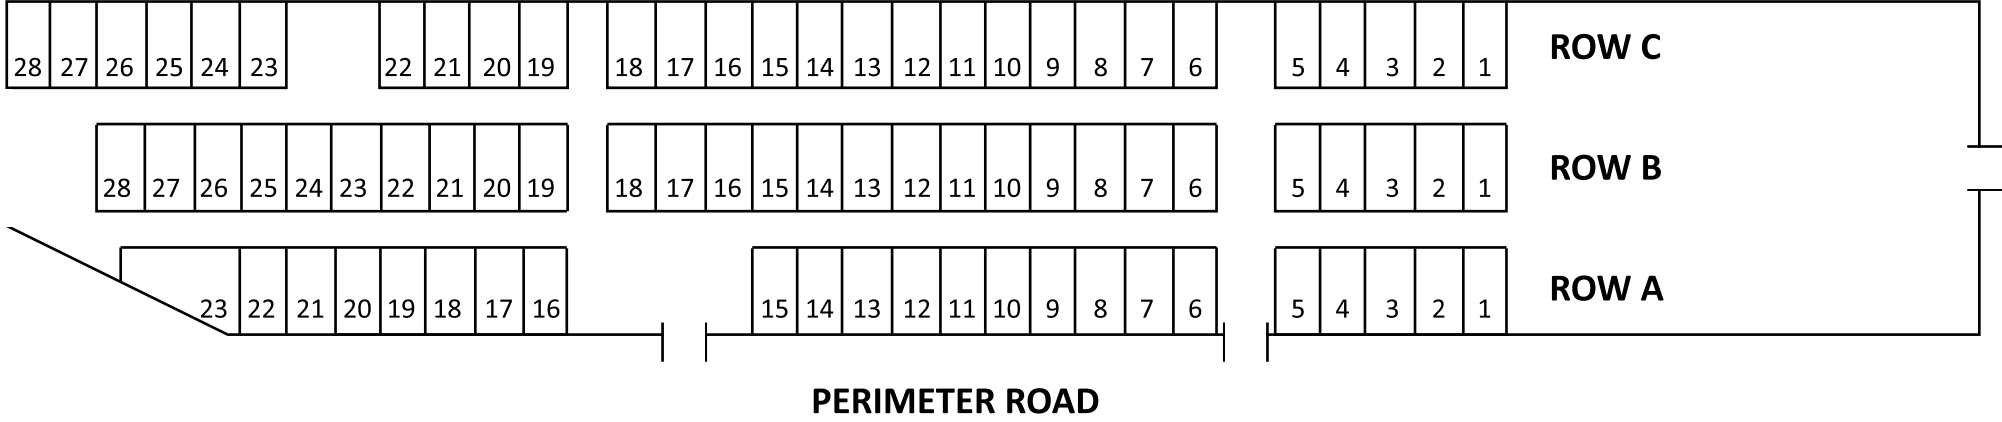 28 27 26 25 24 23 22 21 20 19 18 17 16 15 14 13 12 11 10 9 8 7 6 5 4 3 2 1 ROW C
28 27 26 25 24 23 22 21 20 19 18 17 16 15 14 13 12 11 10 9 8 7 6 5 4 3 2 1 ROW B
23 22 21 20 19 18 17 16 15 14 13 12 11 10 9 8 7 6 5 4 3 2 1 ROW A
PERIMETER ROAD